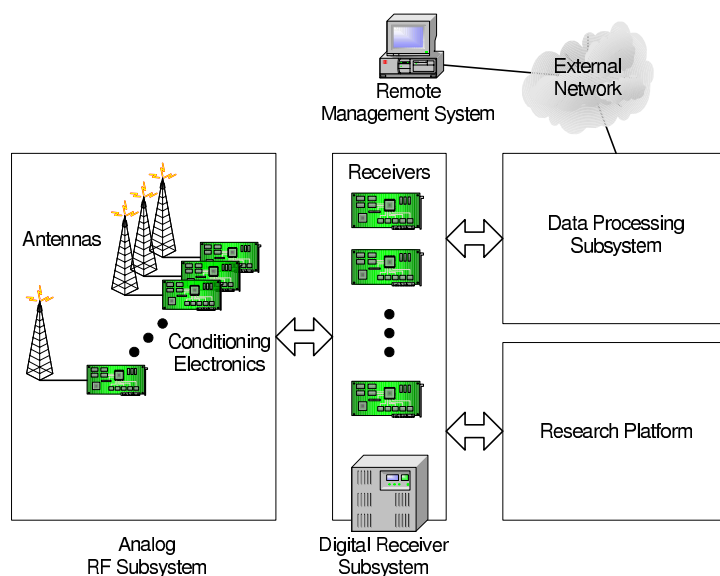 External
Network
Remote
Management System
Receivers
Antennas
Data Processing
Subsystem
Conditioning
Electronics
Research Platform
Analog
RF Subsystem
Digital Receiver
Subsystem